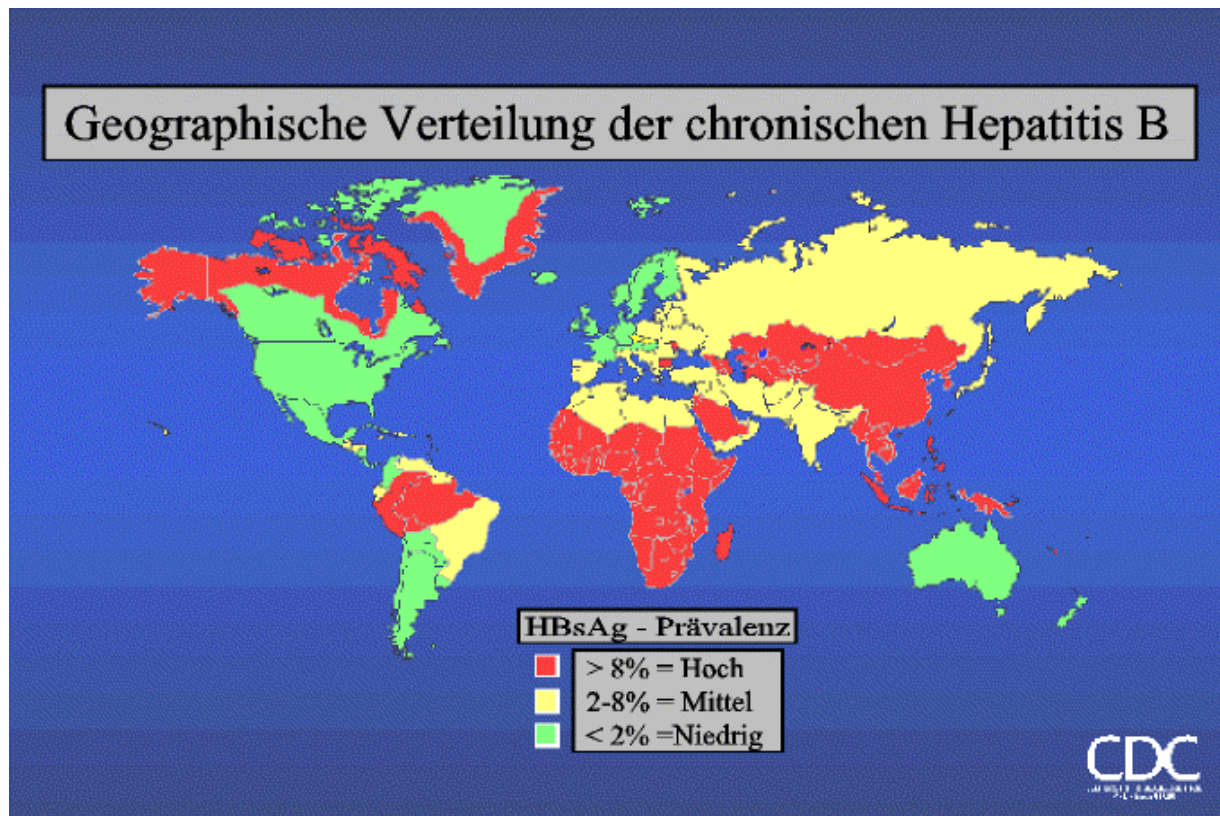 Geographische Verteilung der chronischen Hepatitis B
HBsAg - Prävalenz
> 8% = Hoch
2-8% = Mittel
< 2% =Niedrig
CDC